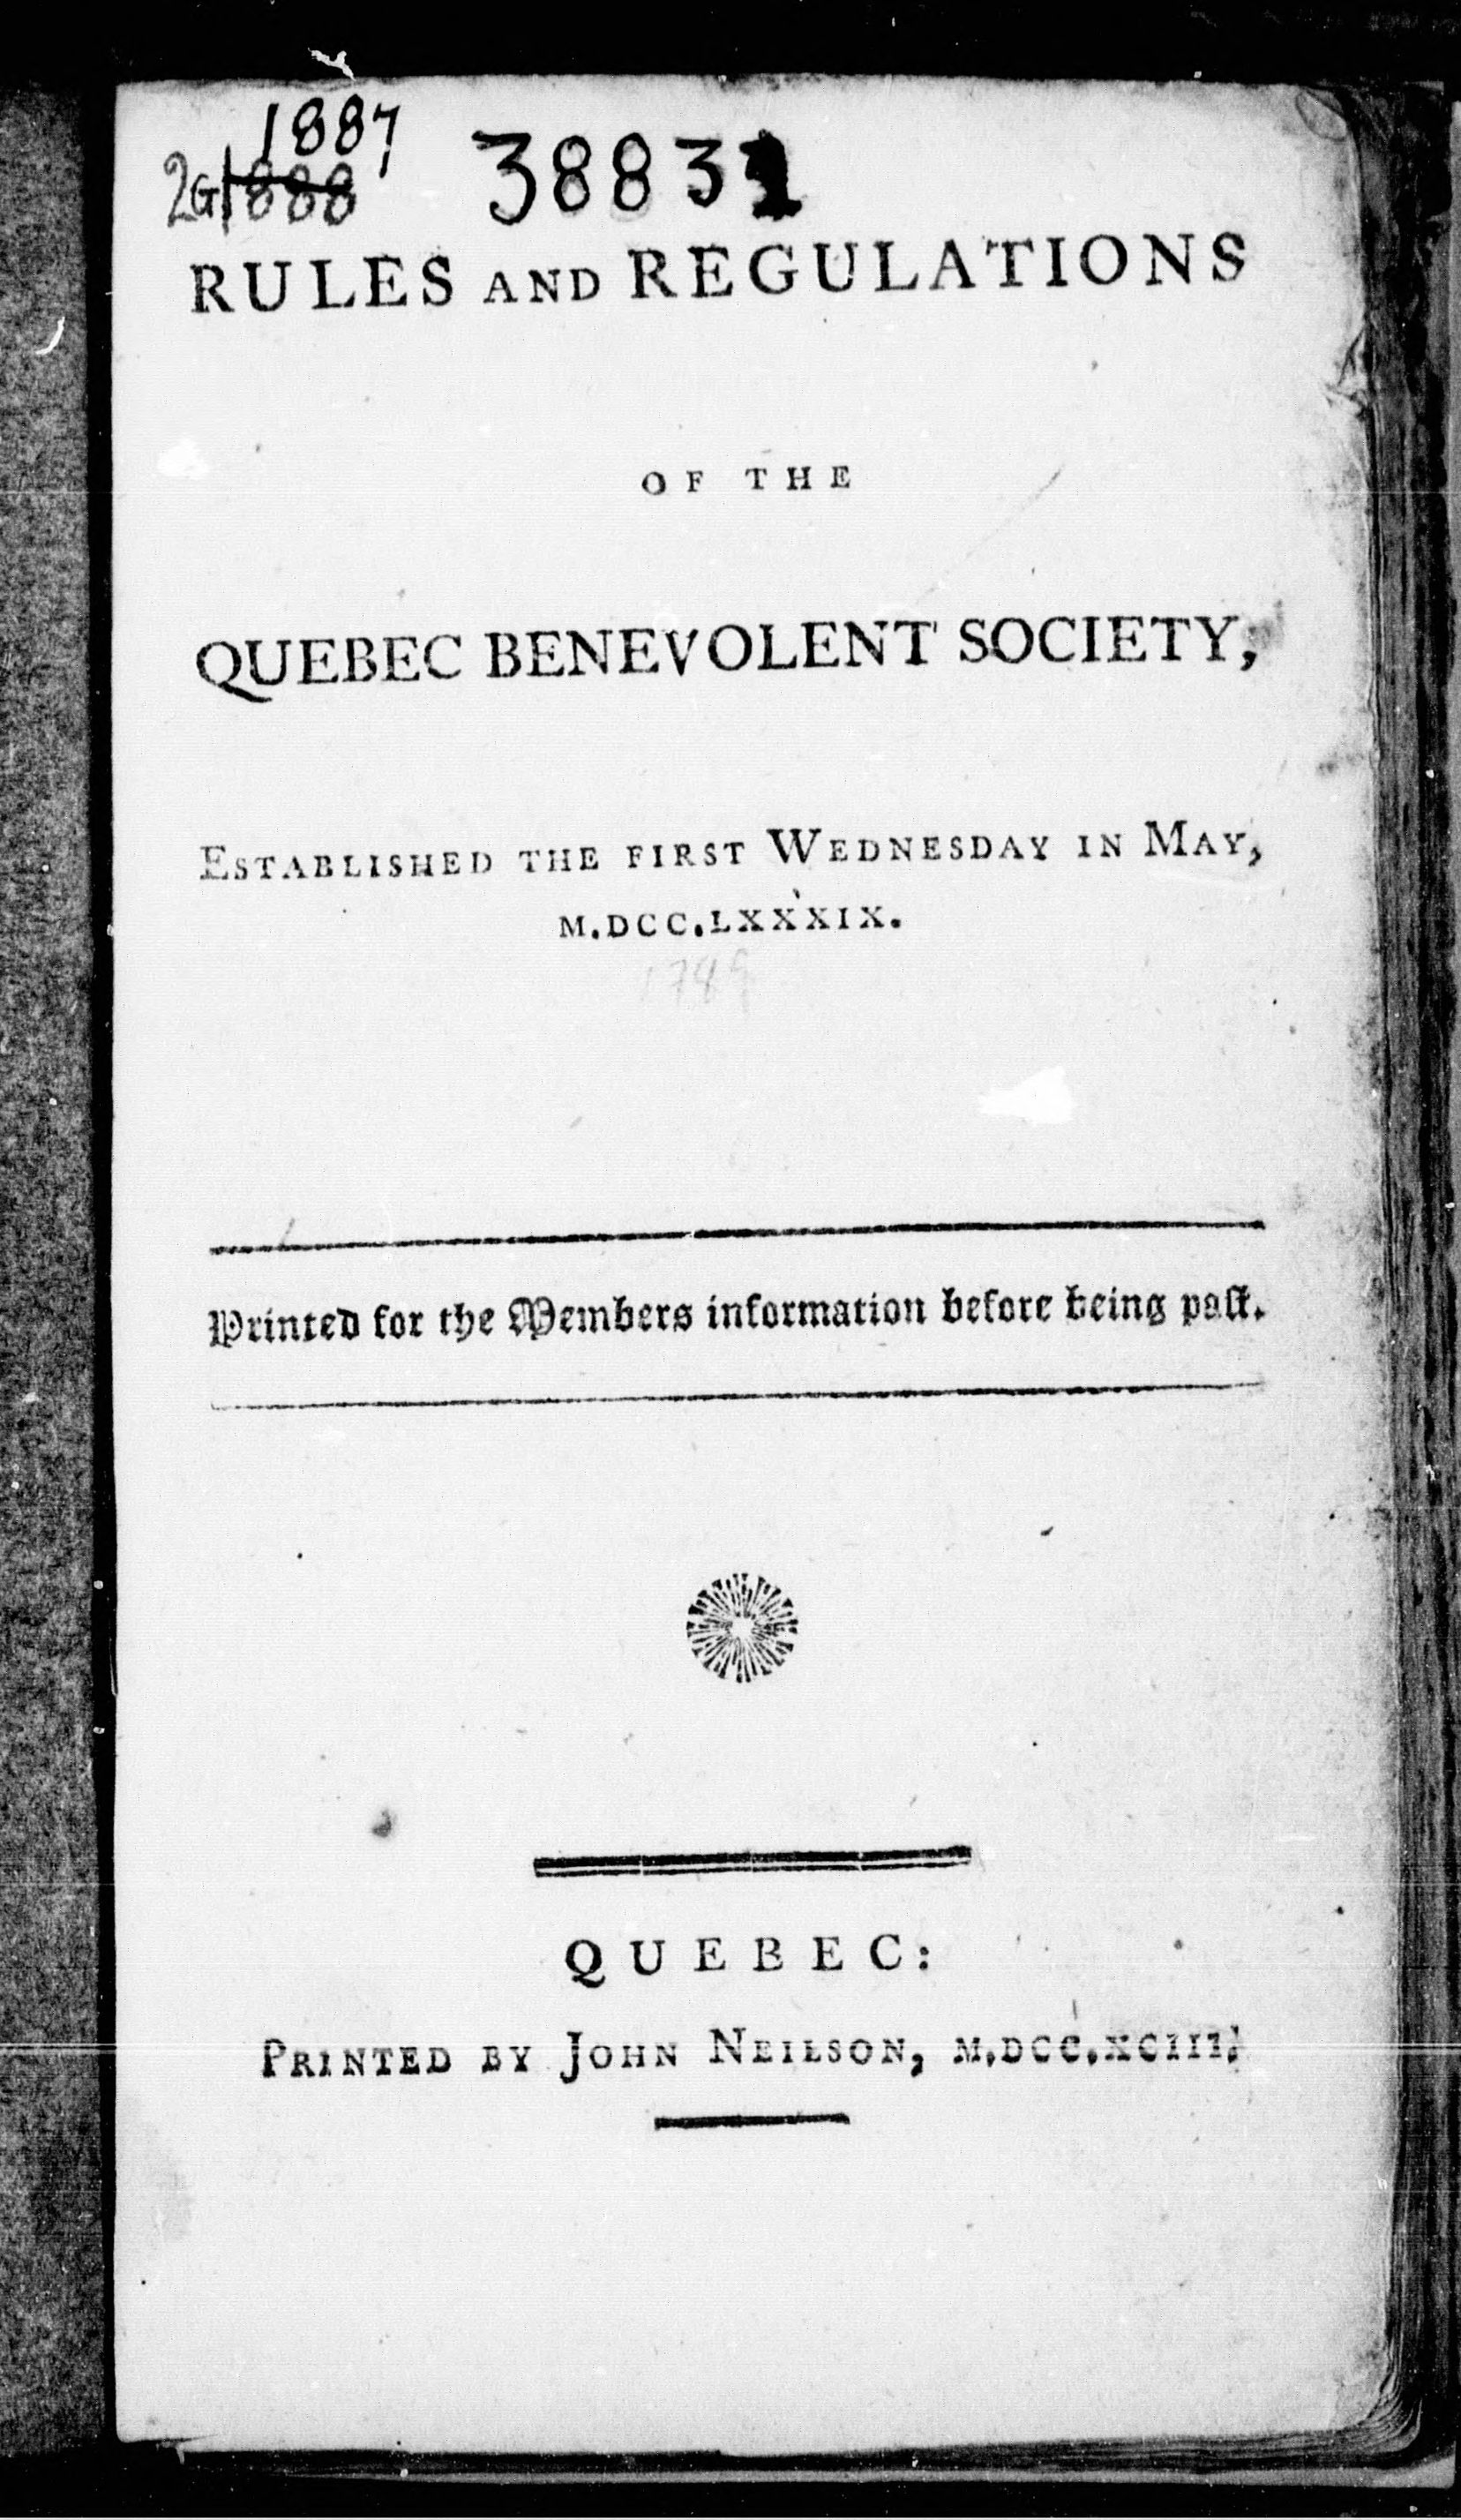 1887
2G 1888 38831
RULES AND REGULATIONS
OF THE
QUEBEC BENEVOLENT SOCIETY,
ESTABLISHED THE FIRST WEDNESDAY IN MAY,
M.DCC.LXXXIX.
1789
Printed for the Members information before being past.
QUEBEC:
PRINTED BY JOHN NEILSON, M.DCC.XCIII.